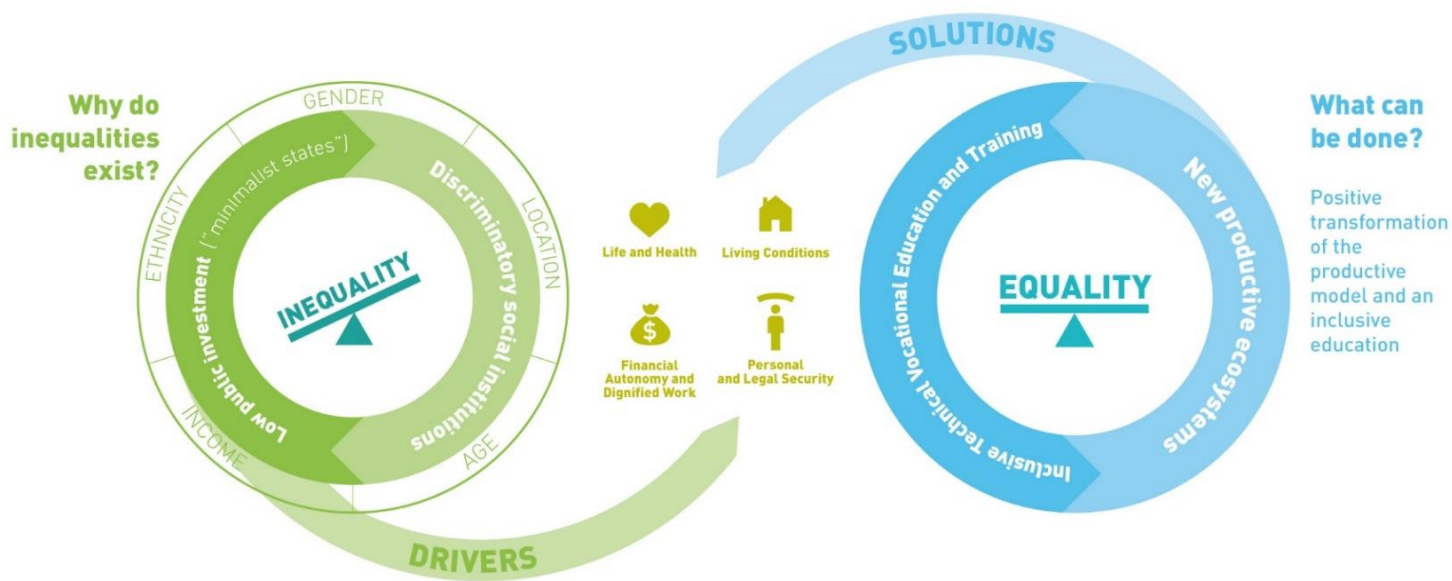 Why do
inequalities
exist?
GENDER
ETHNICITY
LOCATION
INCOME
AGE
Low public investment ("minimalist states")
Discriminatory social institutions
INEQUALITY
DRIVERS
Life and Health
Living Conditions
Financial
Autonomy and
Dignified Work
Personal
and Legal Security
$
SOLUTIONS
Inclusive Technical Vocational Education and Training
New productive ecosystems
EQUALITY
What can
be done?
Positive
transformation
of the
productive
model and an
inclusive
education